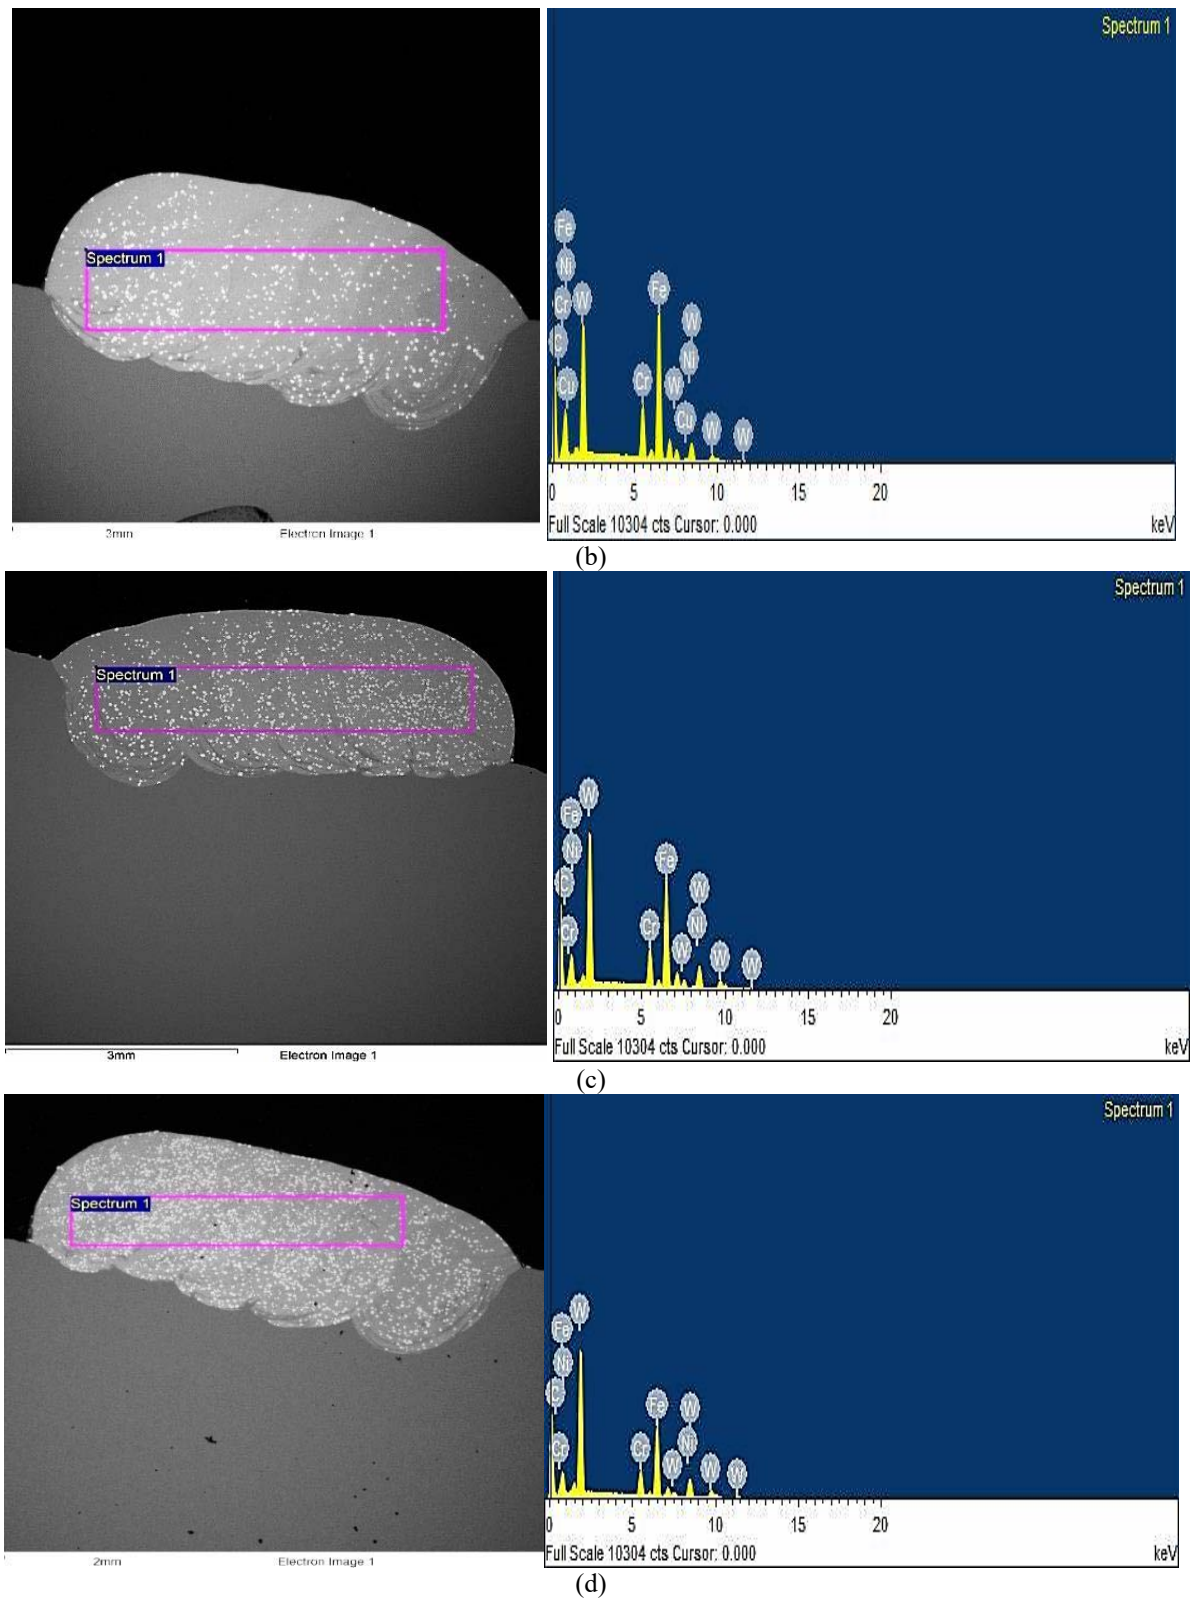 Spectrum 1
Spectrum 1
Fe
Ni
Cr
W
C
Cu
Fe
Cr
W
Ni
W
Cu
W
W
0 5 10 15 20
Full Scale 10304 cts Cursor: 0.000 keV
3mm Electron Image 1
(b)
Spectrum 1
Spectrum 1
W
Fe
Ni
C
Cr
Fe
Cr
W
Ni
W
W
W
0 5 10 15 20
Full Scale 10304 cts Cursor: 0.000 keV
3mm Electron Image 1
(c)
Spectrum 1
Spectrum 1
W
Fe
Ni
C
Cr
Fe
Cr
W
Ni
W
W
W
0 5 10 15 20
Full Scale 10304 cts Cursor: 0.000 keV
2mm Electron Image 1
(d)